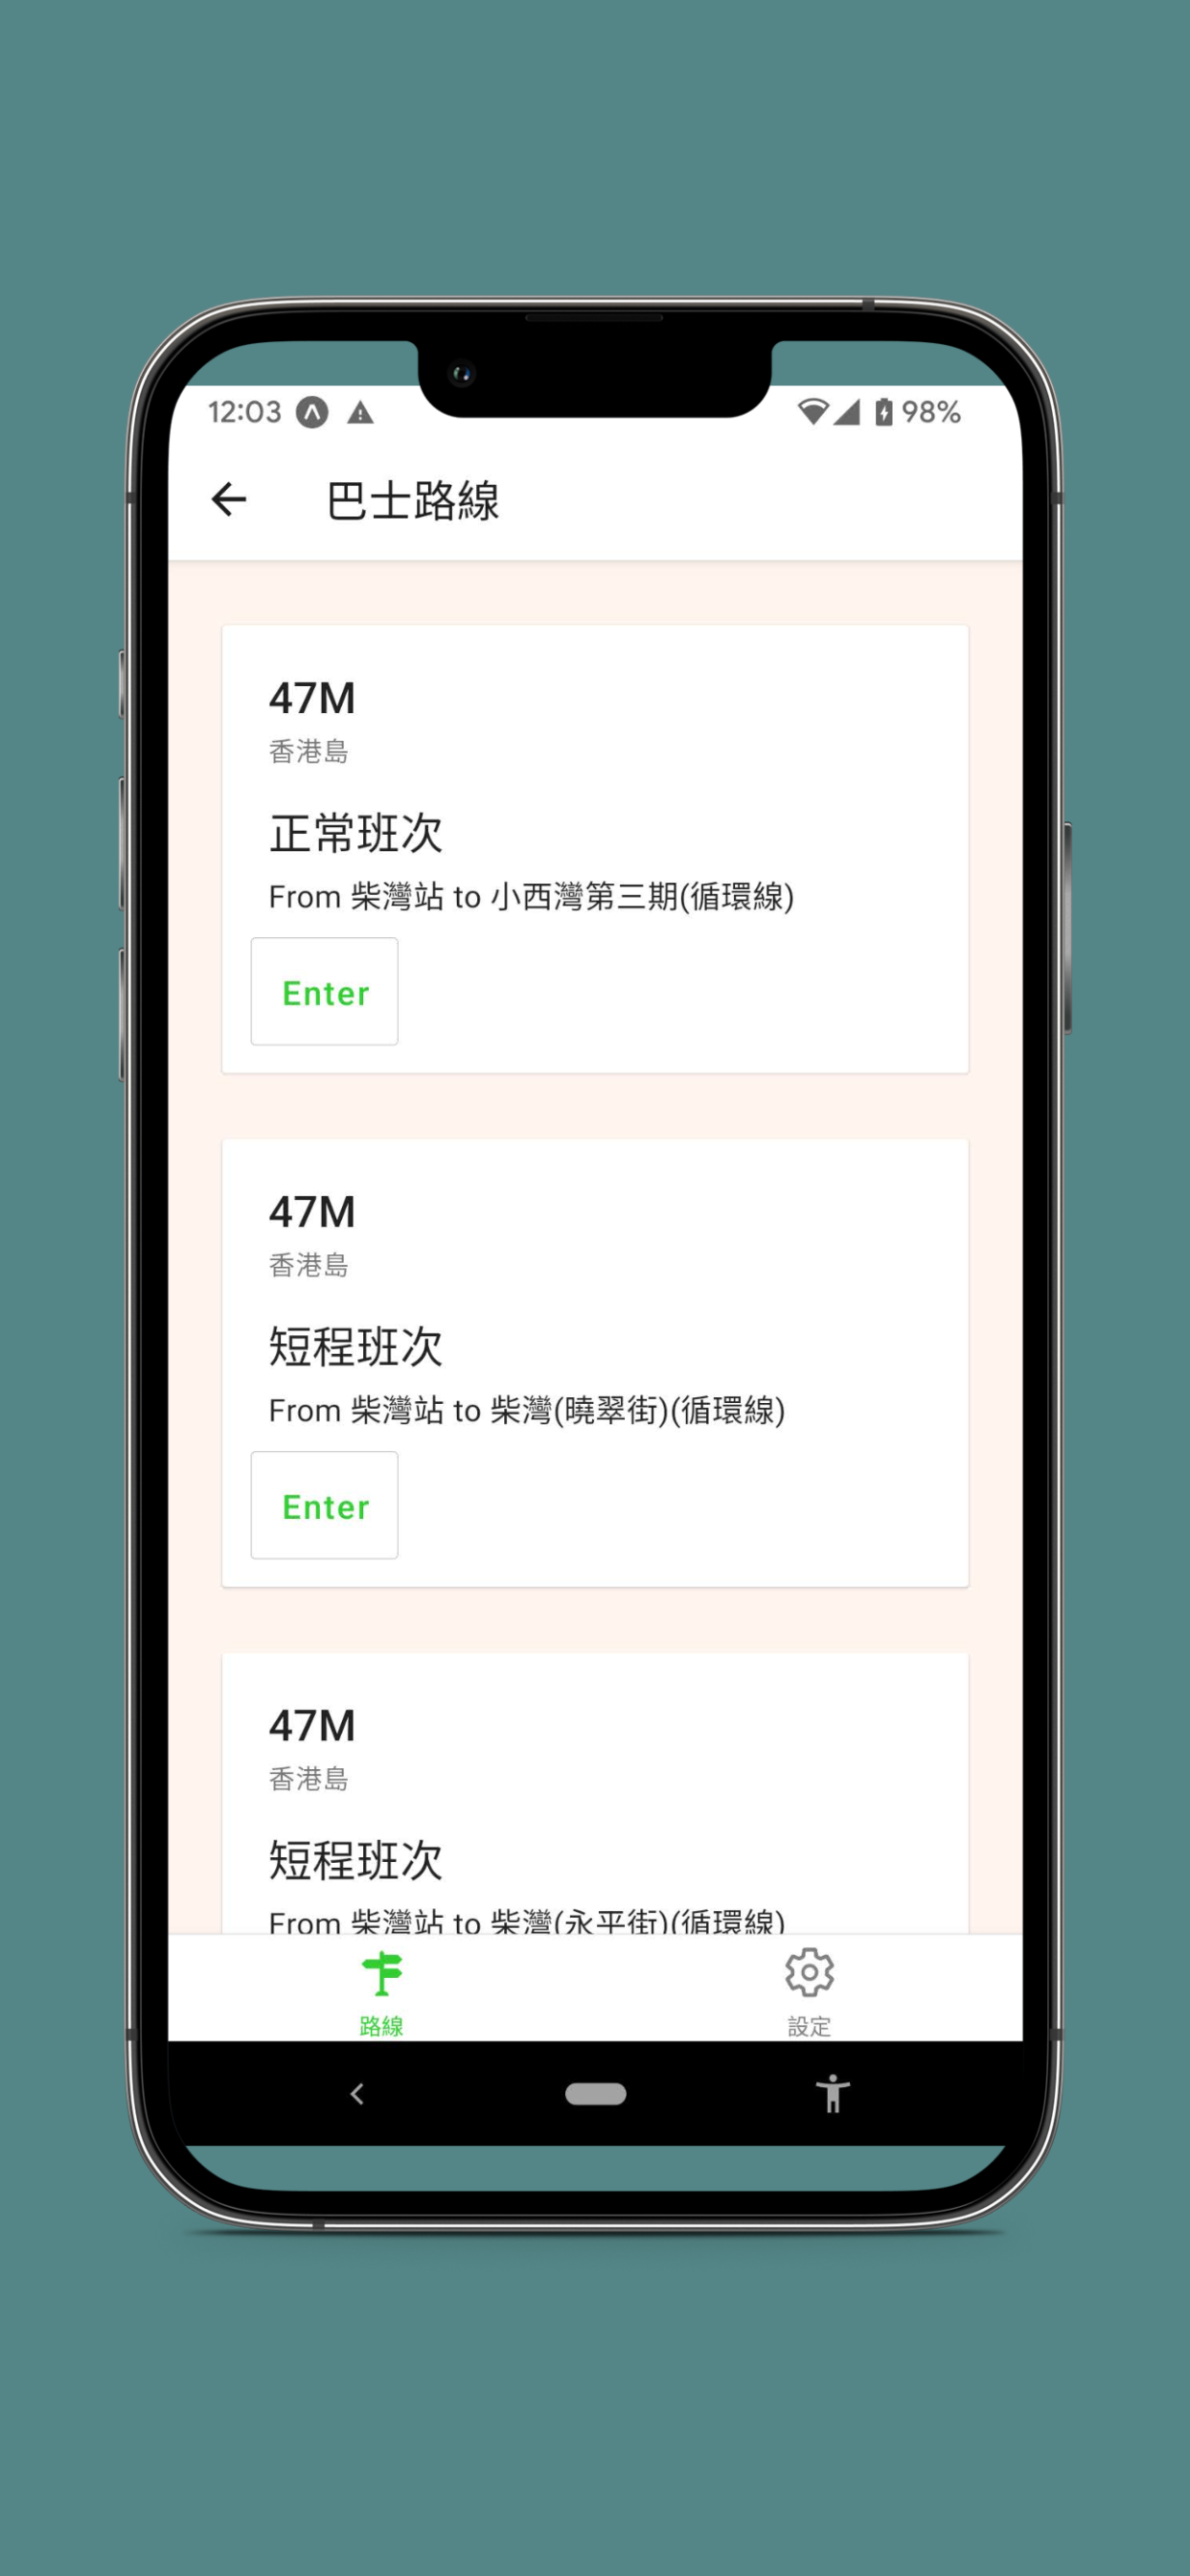 12:03 98%
巴士路線
47M
香港島
正常班次
From 柴灣站 to 小西灣第三期(循環線)
Enter
47M
香港島
短程班次
From 柴灣站 to 柴灣(曉翠街)(循環線)
Enter
47M
香港島
短程班次
From 柴灣站 to 柴灣(永平街)(循環線)
路線 設定